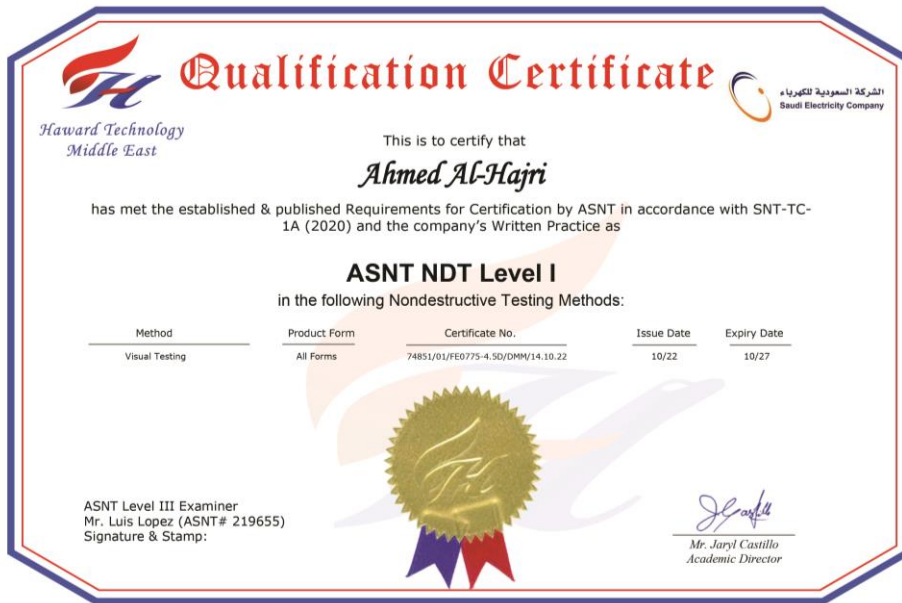 Qualification Certificate
Haward Technology
Middle East
الشركة السعودية للكهرباء
Saudi Electricity Company
This is to certify that
Ahmed Al-Hajri
has met the established & published Requirements for Certification by ASNT in accordance with SNT-TC-
1A (2020) and the company's Written Practice as
ASNT NDT Level I
in the following Nondestructive Testing Methods:
Method Product Form Certificate No. Issue Date Expiry Date
Visual Testing All Forms 74851/01/FE0775-4.5D/DMM/14.10.22 10/22 10/27
ASNT Level III Examiner
Mr. Luis Lopez (ASNT# 219655)
Signature & Stamp:
Mr. Jaryl Castillo
Academic Director